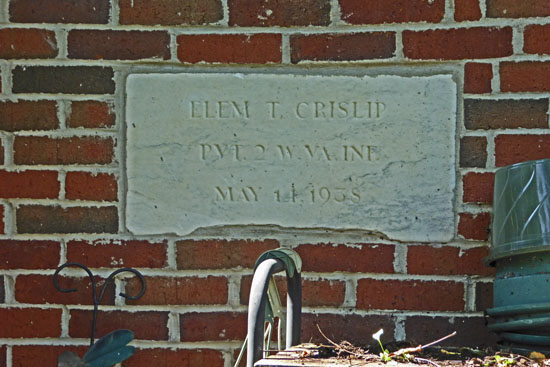 ELEM T. CRISLIP
PVT. 2 W. VA. INF.
MAY 14, 1938